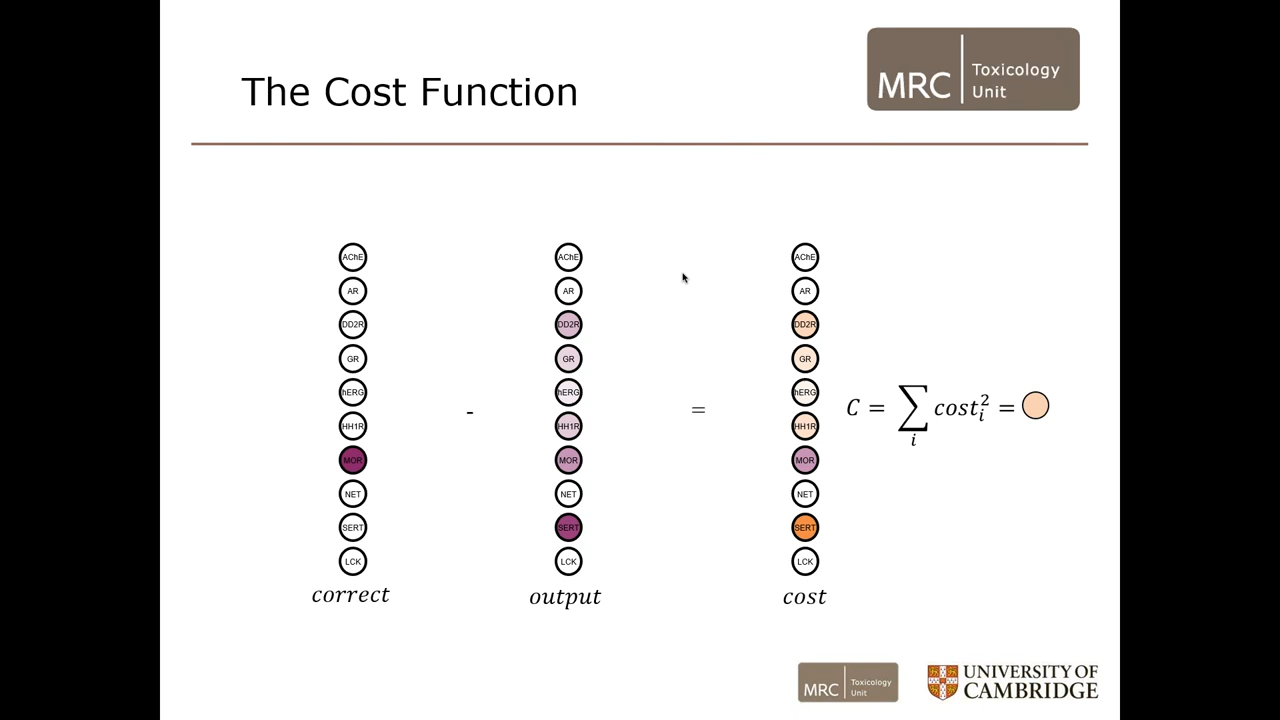 The Cost Function
MRC Toxicology Unit
AChE AChE AChE
AR AR AR
DD2R DD2R DD2R
GR GR GR
hERG hERG hERG
HH1R HH1R HH1R
MOR MOR MOR
NET NET NET
SERT SERT SERT
LCK LCK LCK
- =
C = ∑ᵢ costᵢ² =
correct output cost
MRC Toxicology Unit
UNIVERSITY OF
CAMBRIDGE